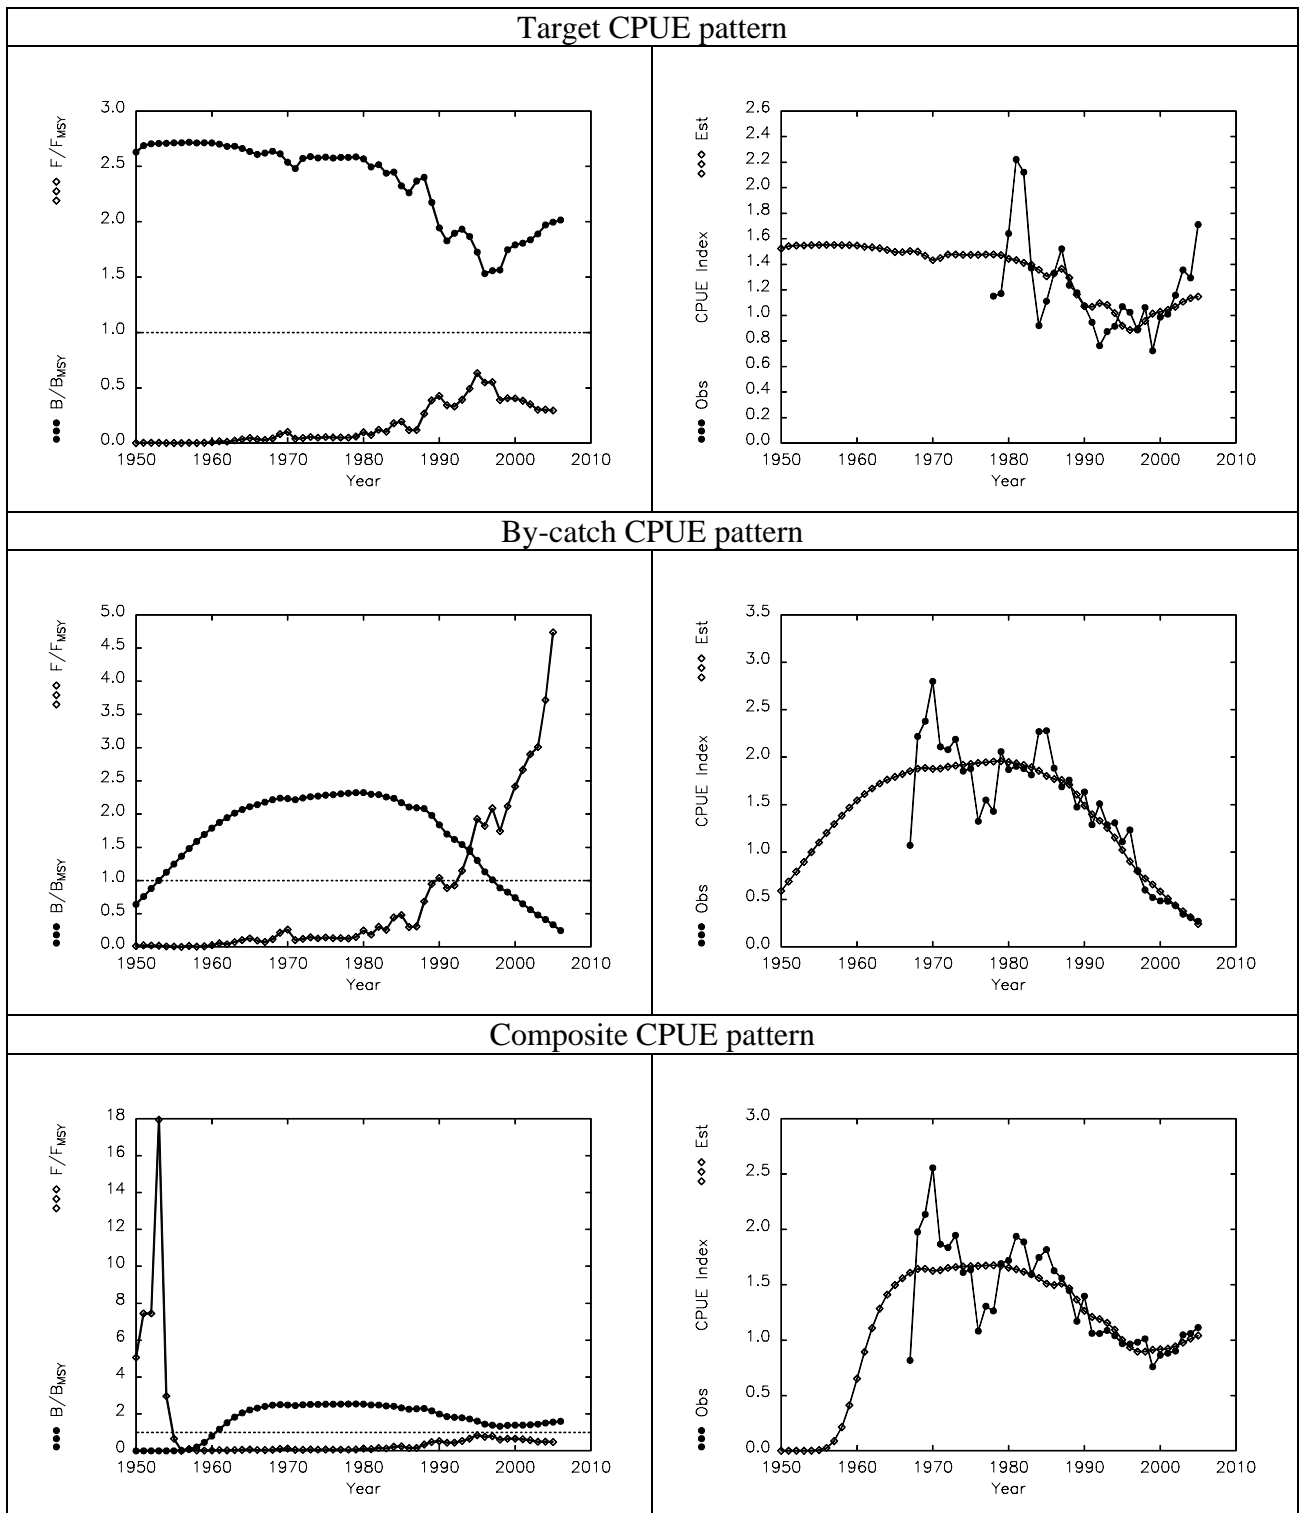 Target CPUE pattern
◇◇◇ F/FMSY
●●● B/BMSY
3.0
2.5
2.0
1.5
1.0
0.5
0.0
1950 1960 1970 1980 1990 2000 2010
Year
◇◇◇ Est
CPUE Index
●●● Obs
2.6
2.4
2.2
2.0
1.8
1.6
1.4
1.2
1.0
0.8
0.6
0.4
0.2
0.0
1950 1960 1970 1980 1990 2000 2010
Year
By-catch CPUE pattern
◇◇◇ F/FMSY
●●● B/BMSY
5.0
4.5
4.0
3.5
3.0
2.5
2.0
1.5
1.0
0.5
0.0
1950 1960 1970 1980 1990 2000 2010
Year
◇◇◇ Est
CPUE Index
●●● Obs
3.5
3.0
2.5
2.0
1.5
1.0
0.5
0.0
1950 1960 1970 1980 1990 2000 2010
Year
Composite CPUE pattern
◇◇◇ F/FMSY
●●● B/BMSY
18
16
14
12
10
8
6
4
2
0
1950 1960 1970 1980 1990 2000 2010
Year
◇◇◇ Est
CPUE Index
●●● Obs
3.0
2.5
2.0
1.5
1.0
0.5
0.0
1950 1960 1970 1980 1990 2000 2010
Year